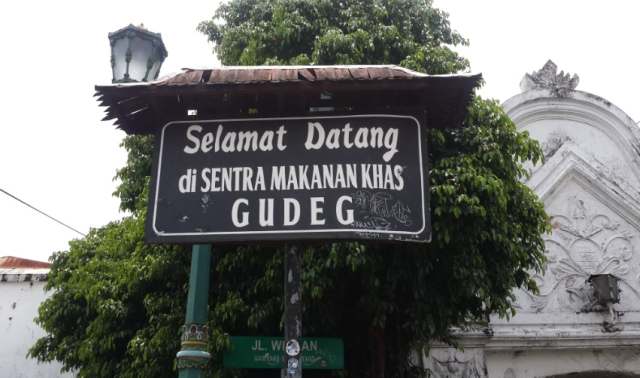 Selamat Datang
di SENTRA MAKANAN KHAS
GUDEG
JL.